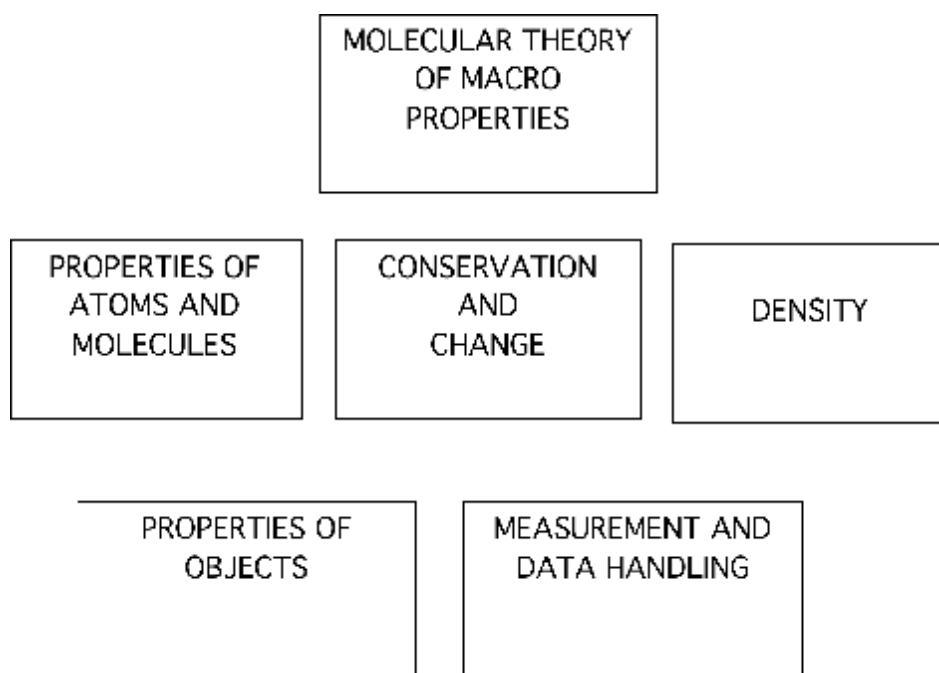 MOLECULAR THEORY
OF MACRO
PROPERTIES
PROPERTIES OF
ATOMS AND
MOLECULES
CONSERVATION
AND
CHANGE
DENSITY
PROPERTIES OF
OBJECTS
MEASUREMENT AND
DATA HANDLING